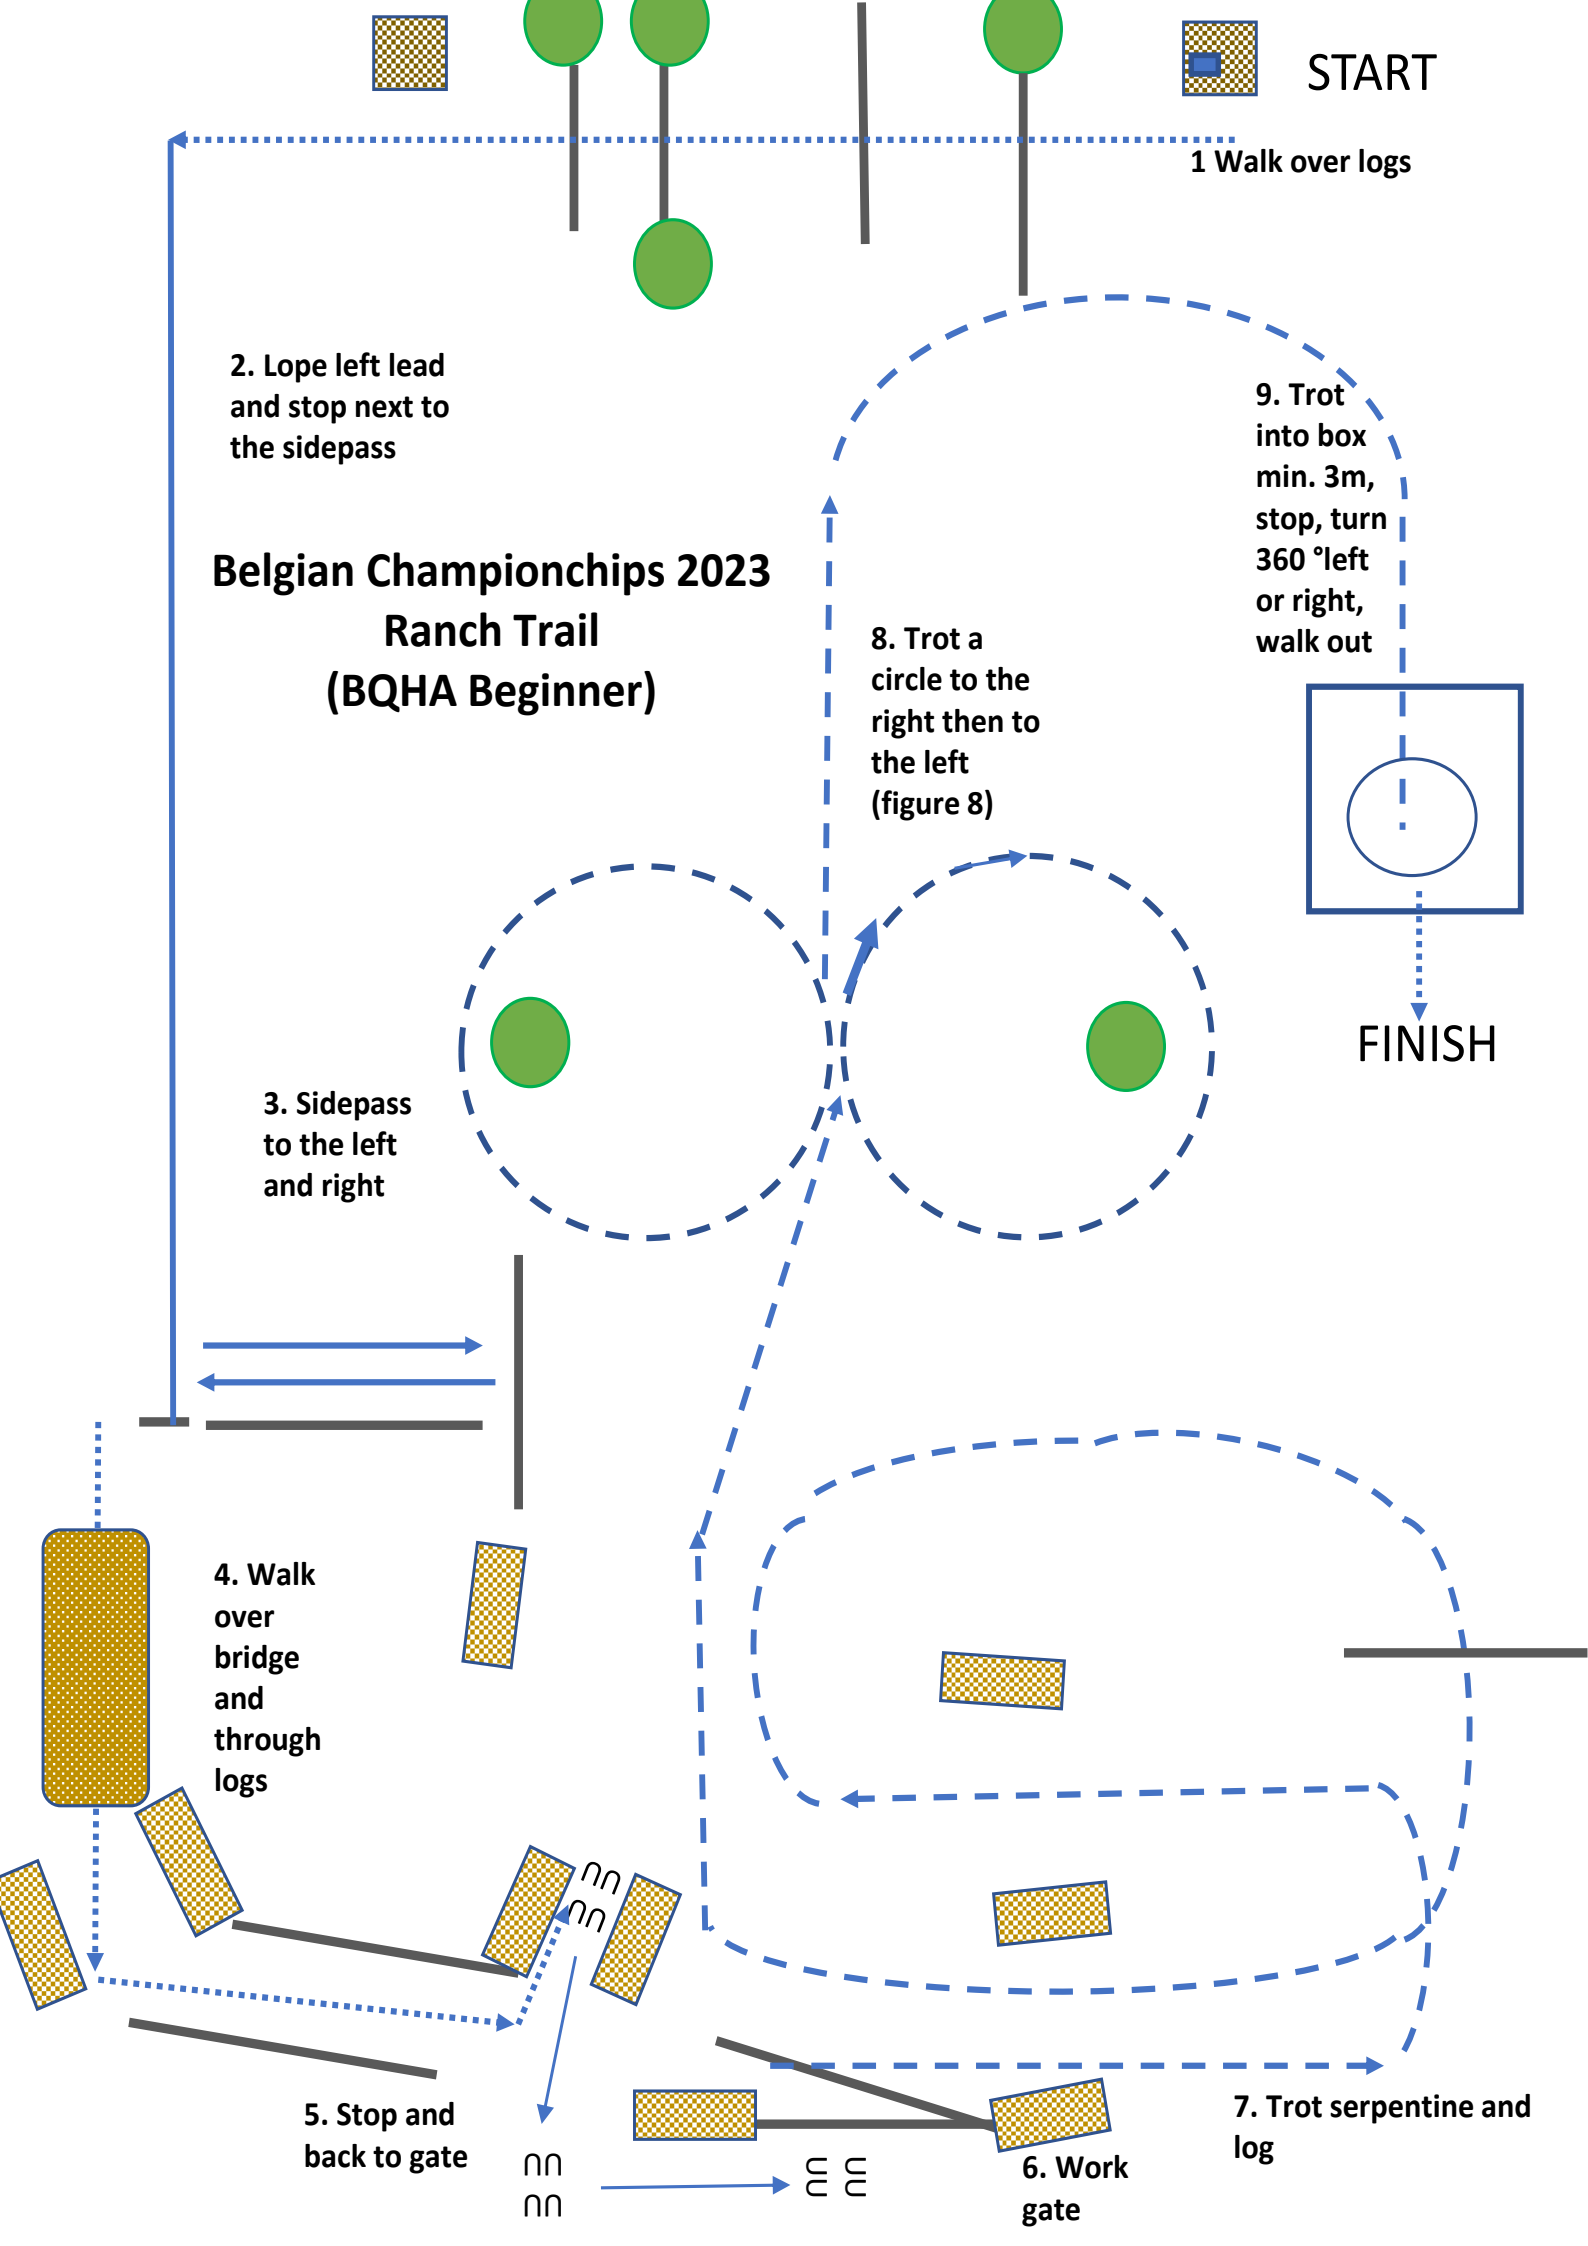 START
1 Walk over logs
2. Lope left lead
and stop next to
the sidepass
9. Trot
into box
min. 3m,
stop, turn
360 °left
or right,
walk out
Belgian Championchips 2023
Ranch Trail
(BQHA Beginner)
8. Trot a
circle to the
right then to
the left
(figure 8)
FINISH
3. Sidepass
to the left
and right
4. Walk
over
bridge
and
through
logs
5. Stop and
back to gate
6. Work
gate
7. Trot serpentine and
log